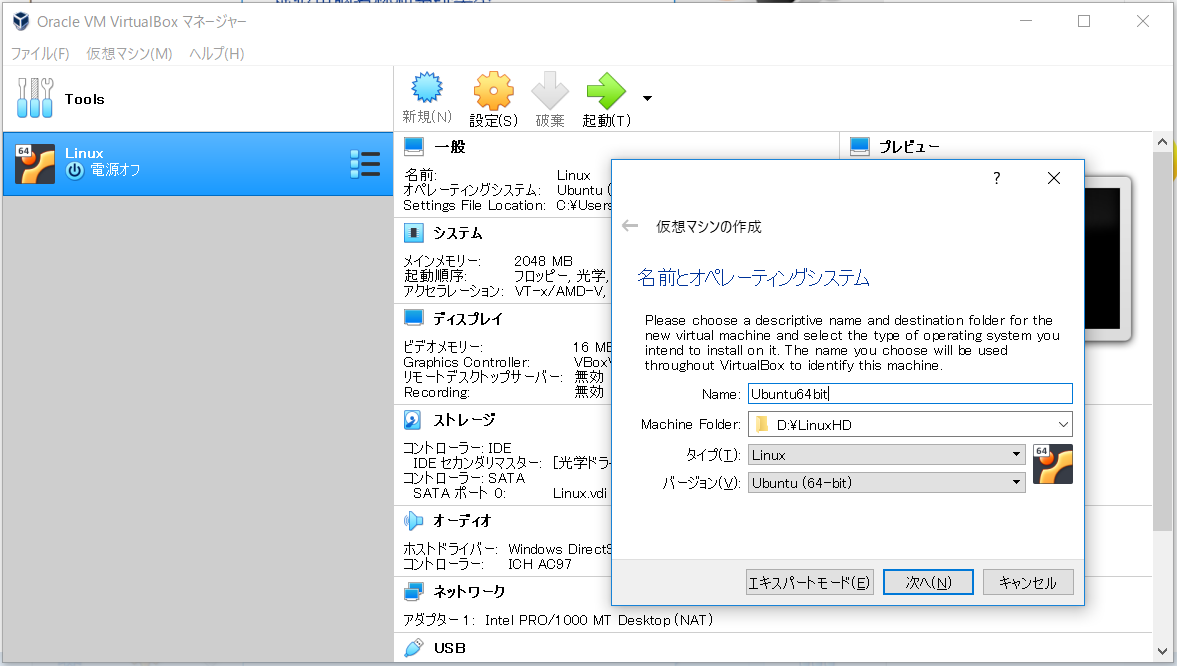 Oracle VM VirtualBox マネージャー
ファイル(F) 仮想マシン(M) ヘルプ(H)
Tools
新規(N) 設定(S) 破棄 起動(T)
64
Linux
電源オフ
一般
名前: Linux
オペレーティングシステム: Ubuntu (
Settings File Location: C:¥Users
システム
メインメモリー: 2048 MB
起動順序: フロッピー, 光学,
アクセラレーション: VT-x/AMD-V,
ディスプレイ
ビデオメモリー: 16 MB
Graphics Controller: VBoxV
リモートデスクトップサーバー: 無効
Recording: 無効
ストレージ
コントローラー: IDE
IDE セカンダリマスター: [光学ドラ
コントローラー: SATA
SATA ポート 0: Linux.vdi
オーディオ
ホストドライバー: Windows DirectS
コントローラー: ICH AC97
ネットワーク
アダプター 1: Intel PRO/1000 MT Desktop (NAT)
USB
プレビュー
?
仮想マシンの作成
名前とオペレーティングシステム
Please choose a descriptive name and destination folder for the
new virtual machine and select the type of operating system you
intend to install on it. The name you choose will be used
throughout VirtualBox to identify this machine.
Name: Ubuntu64bit
Machine Folder: D:¥LinuxHD
タイプ(T): Linux
64
バージョン(V): Ubuntu (64-bit)
エキスパートモード(E) 次へ(N) キャンセル